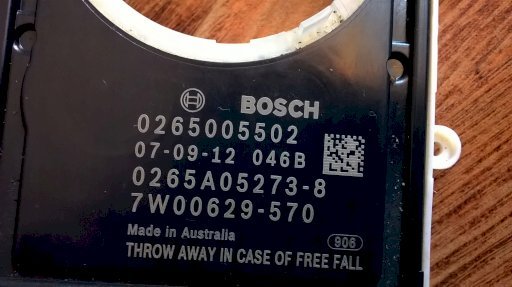 BOSCH
0265005502
07-09-12 046B
0265A05273-8
7W00629-570
Made in Australia 906
THROW AWAY IN CASE OF FREE FALL